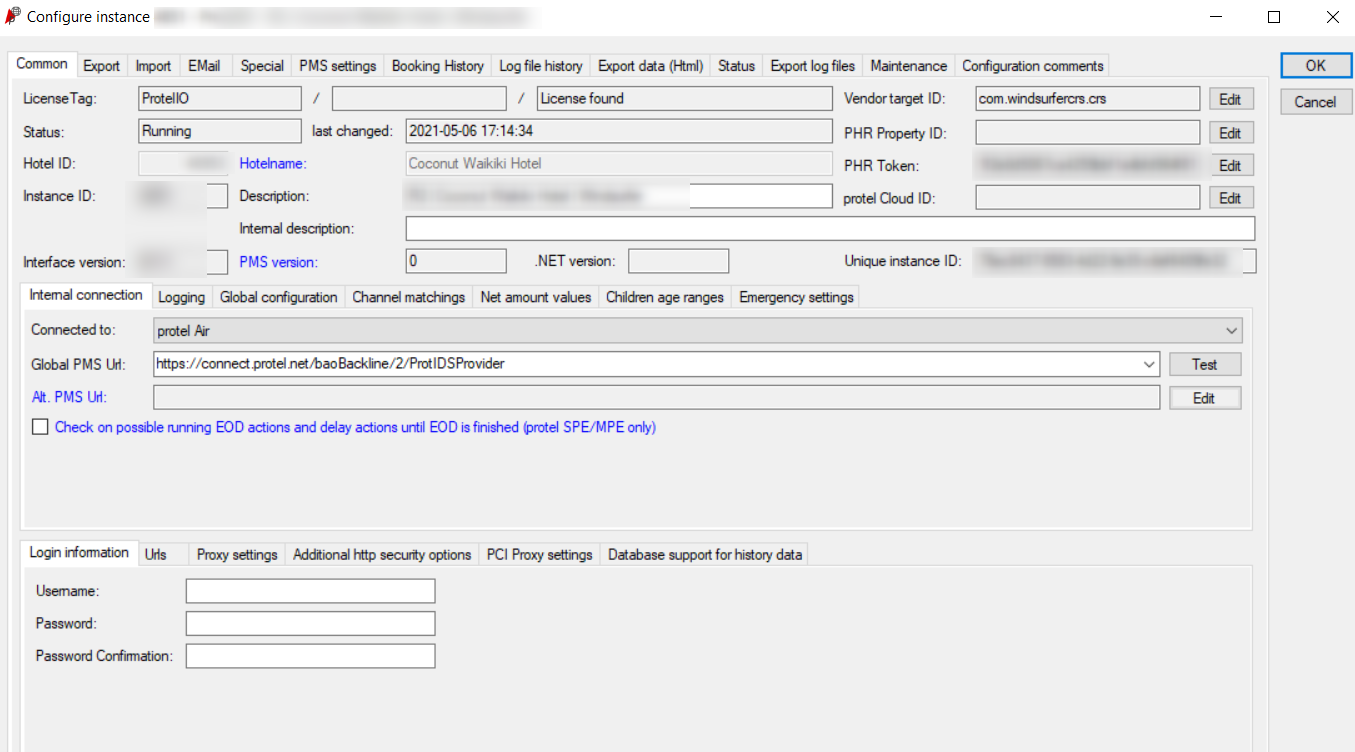 Configure instance
Common Export Import EMail Special PMS settings Booking History Log file history Export data (Html) Status Export log files Maintenance Configuration comments
OK
Cancel
LicenseTag: ProtelIO / / License found Vendor target ID: com.windsurfercrs.crs Edit
Status: Running last changed: 2021-05-06 17:14:34 PHR Property ID: Edit
Hotel ID: Hotelname: Coconut Waikiki Hotel PHR Token: Edit
Instance ID: Description: protel Cloud ID: Edit
Internal description:
Interface version: PMS version: 0 .NET version: Unique instance ID:
Internal connection Logging Global configuration Channel matchings Net amount values Children age ranges Emergency settings
Connected to: protel Air
Global PMS Url: https://connect.protel.net/baoBackline/2/ProtIDSProvider Test
Alt. PMS Url: Edit
Check on possible running EOD actions and delay actions until EOD is finished (protel SPE/MPE only)
Login information Urls Proxy settings Additional http security options PCI Proxy settings Database support for history data
Username:
Password:
Password Confirmation: